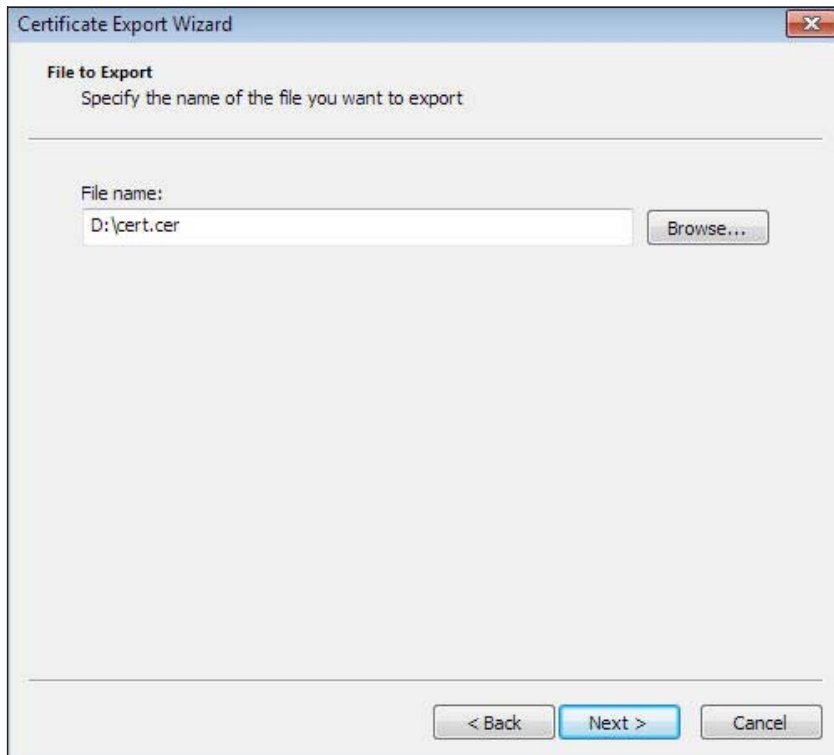 Certificate Export Wizard
File to Export
Specify the name of the file you want to export
File name:
D:\cert.cer
Browse...
< Back
Next >
Cancel